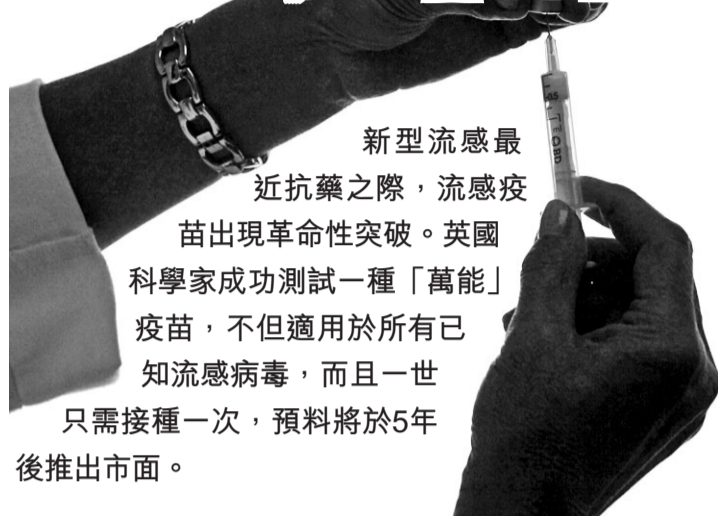 新型流感最
近抗藥之際，流感疫
苗出現革命性突破。英國
科學家成功測試一種「萬能」
疫苗，不但適用於所有已
知流感病毒，而且一世
只需接種一次，預料將於5年
後推出市面。
BD